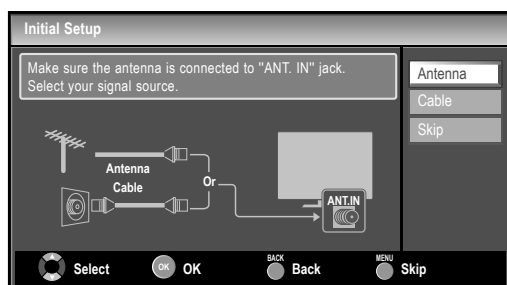 Initial Setup
Make sure the antenna is connected to "ANT. IN" jack.
Select your signal source.
Antenna
Cable
Skip
Antenna
Cable
Or
ANT.IN
Select
OK
OK
BACK
Back
MENU
Skip